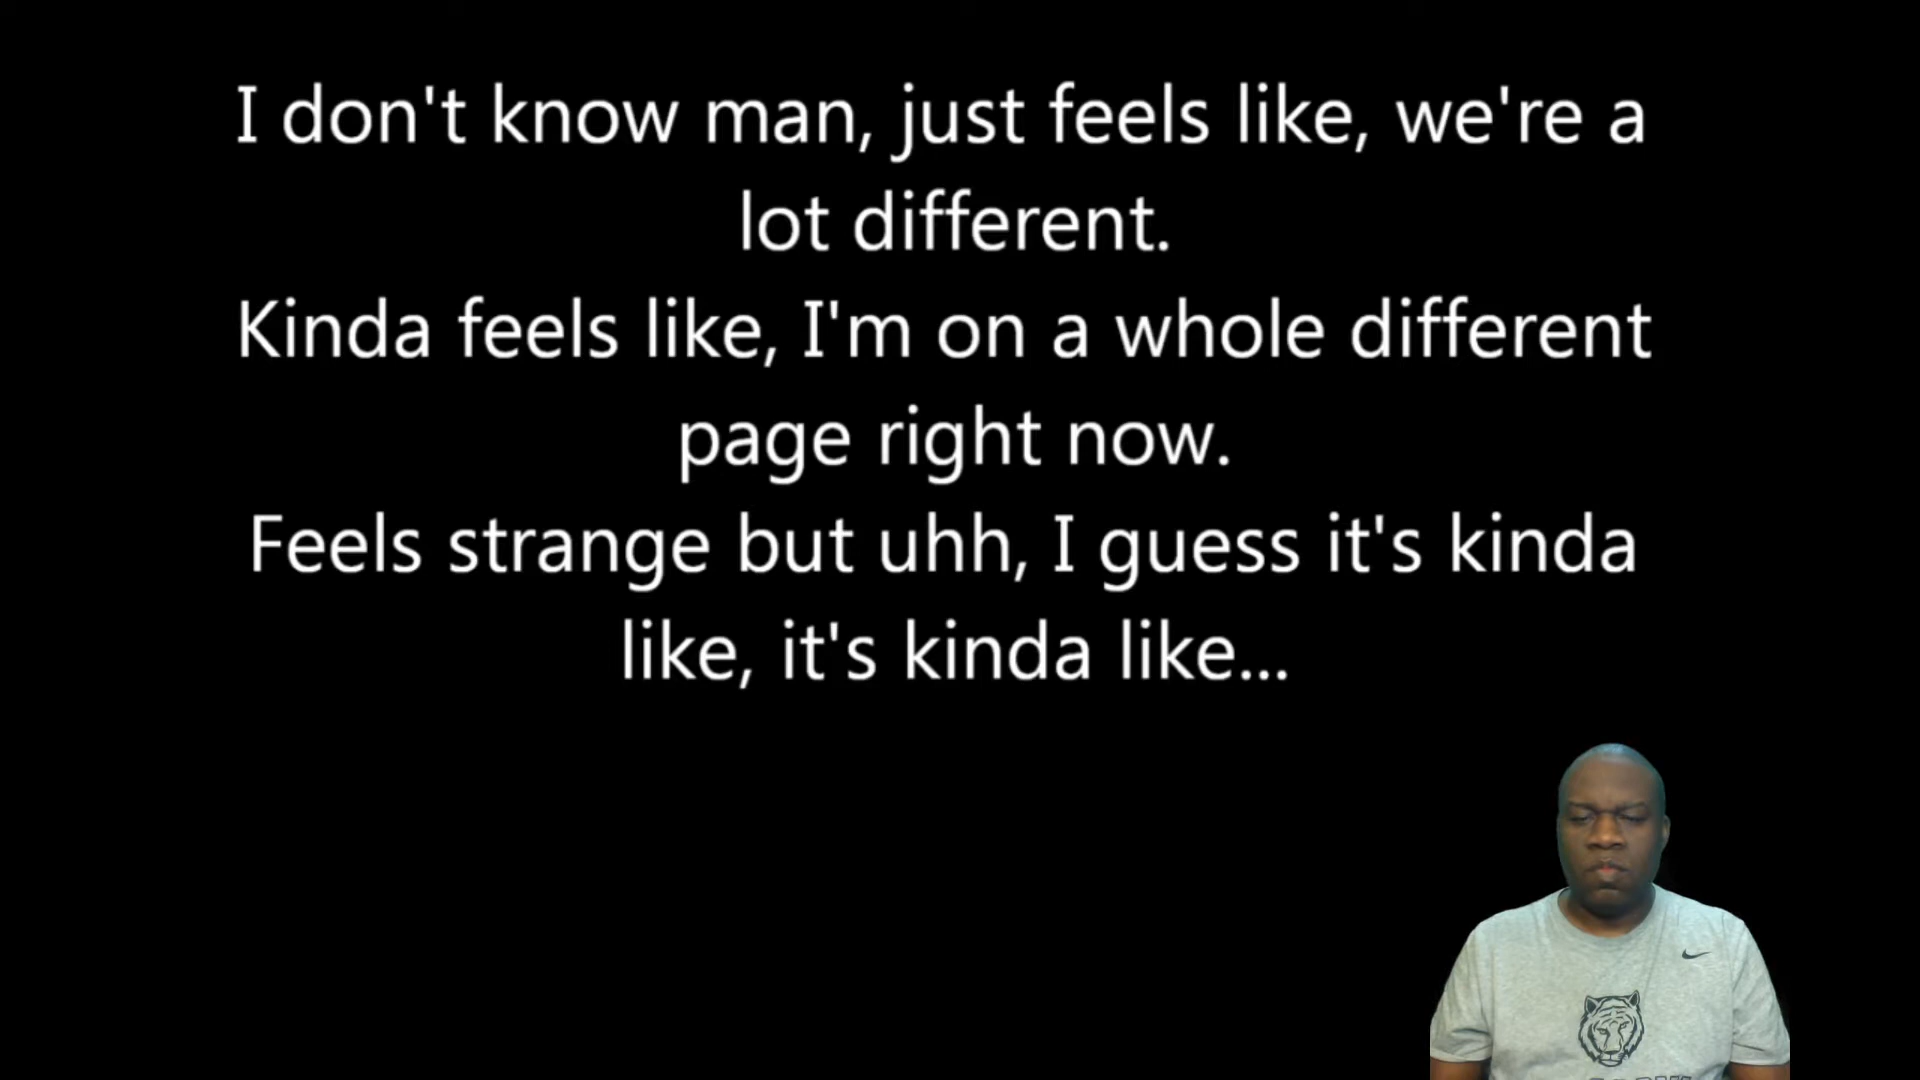 I don't know man, just feels like, we're a
lot different.
Kinda feels like, I'm on a whole different
page right now.
Feels strange but uhh, I guess it's kinda
like, it's kinda like...